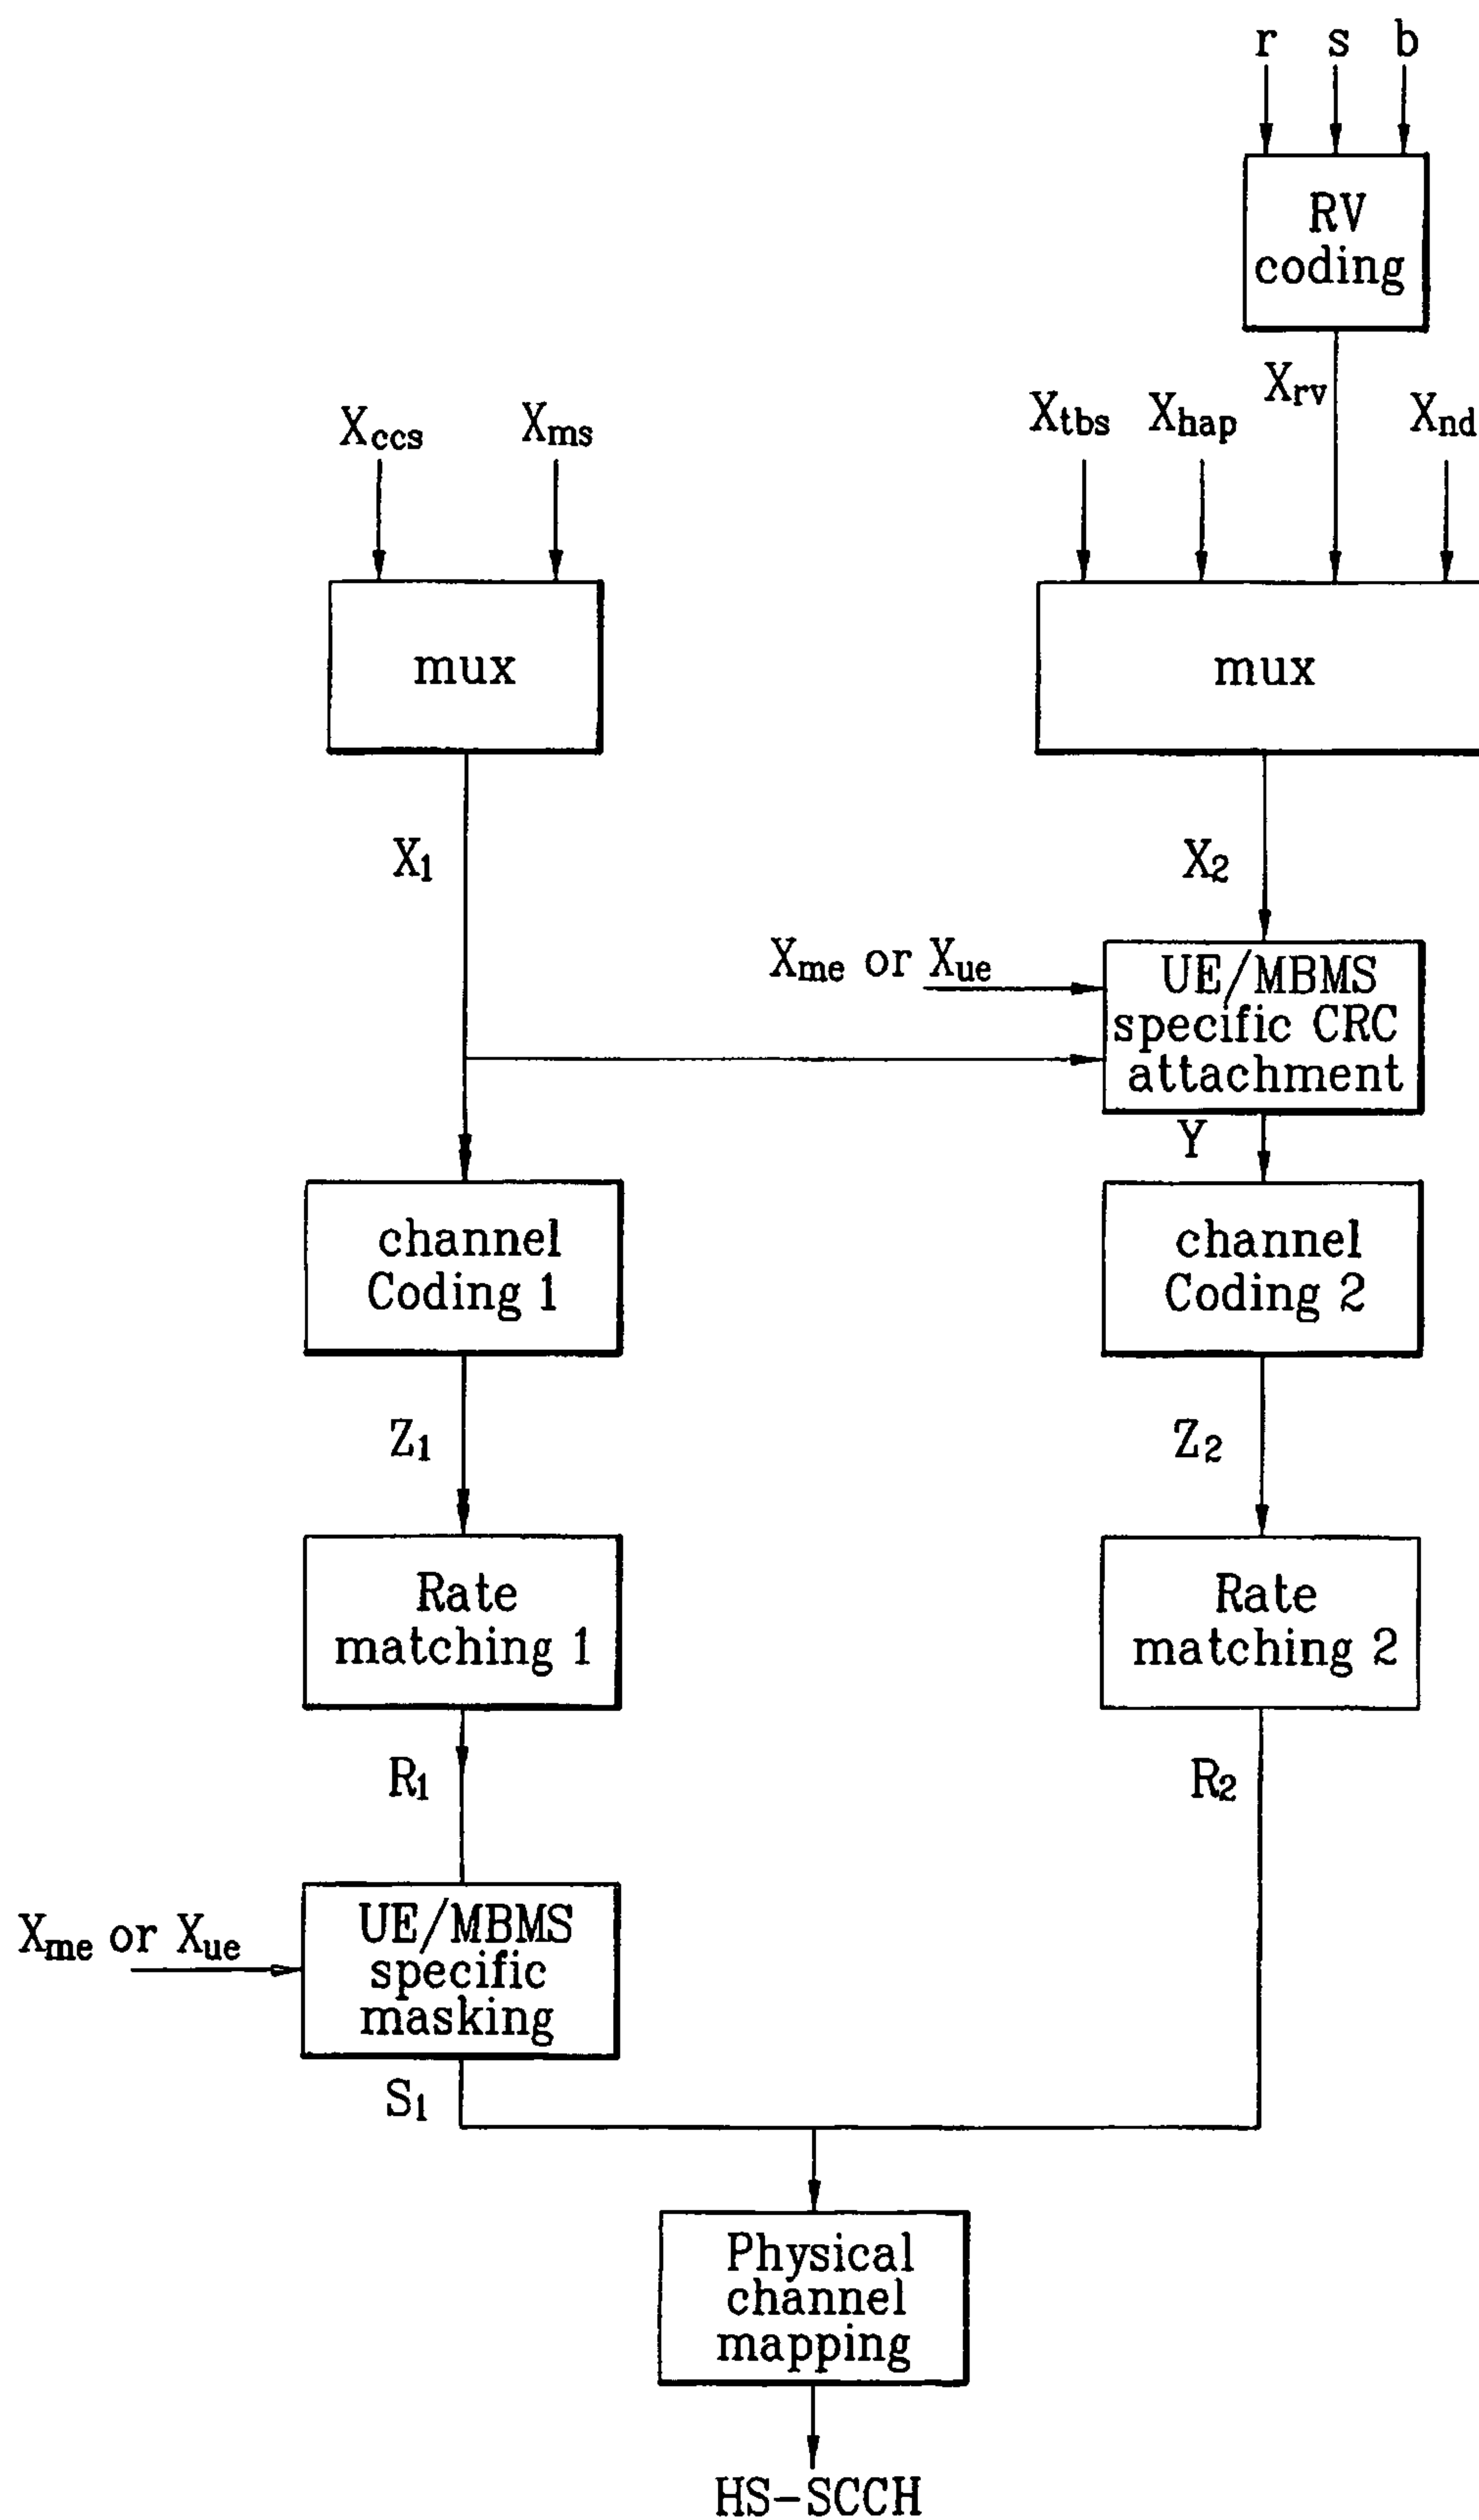 r s b
RV
coding
Xrv
Xccs Xms
Xtbs Xhap Xnd
mux
mux
X1
X2
Xme or Xue
UE/MBMS
specific CRC
attachment
Y
channel
Coding 1
channel
Coding 2
Z1
Z2
Rate
matching 1
Rate
matching 2
R1
R2
Xme or Xue
UE/MBMS
specific
masking
S1
Physical
channel
mapping
HS-SCCH